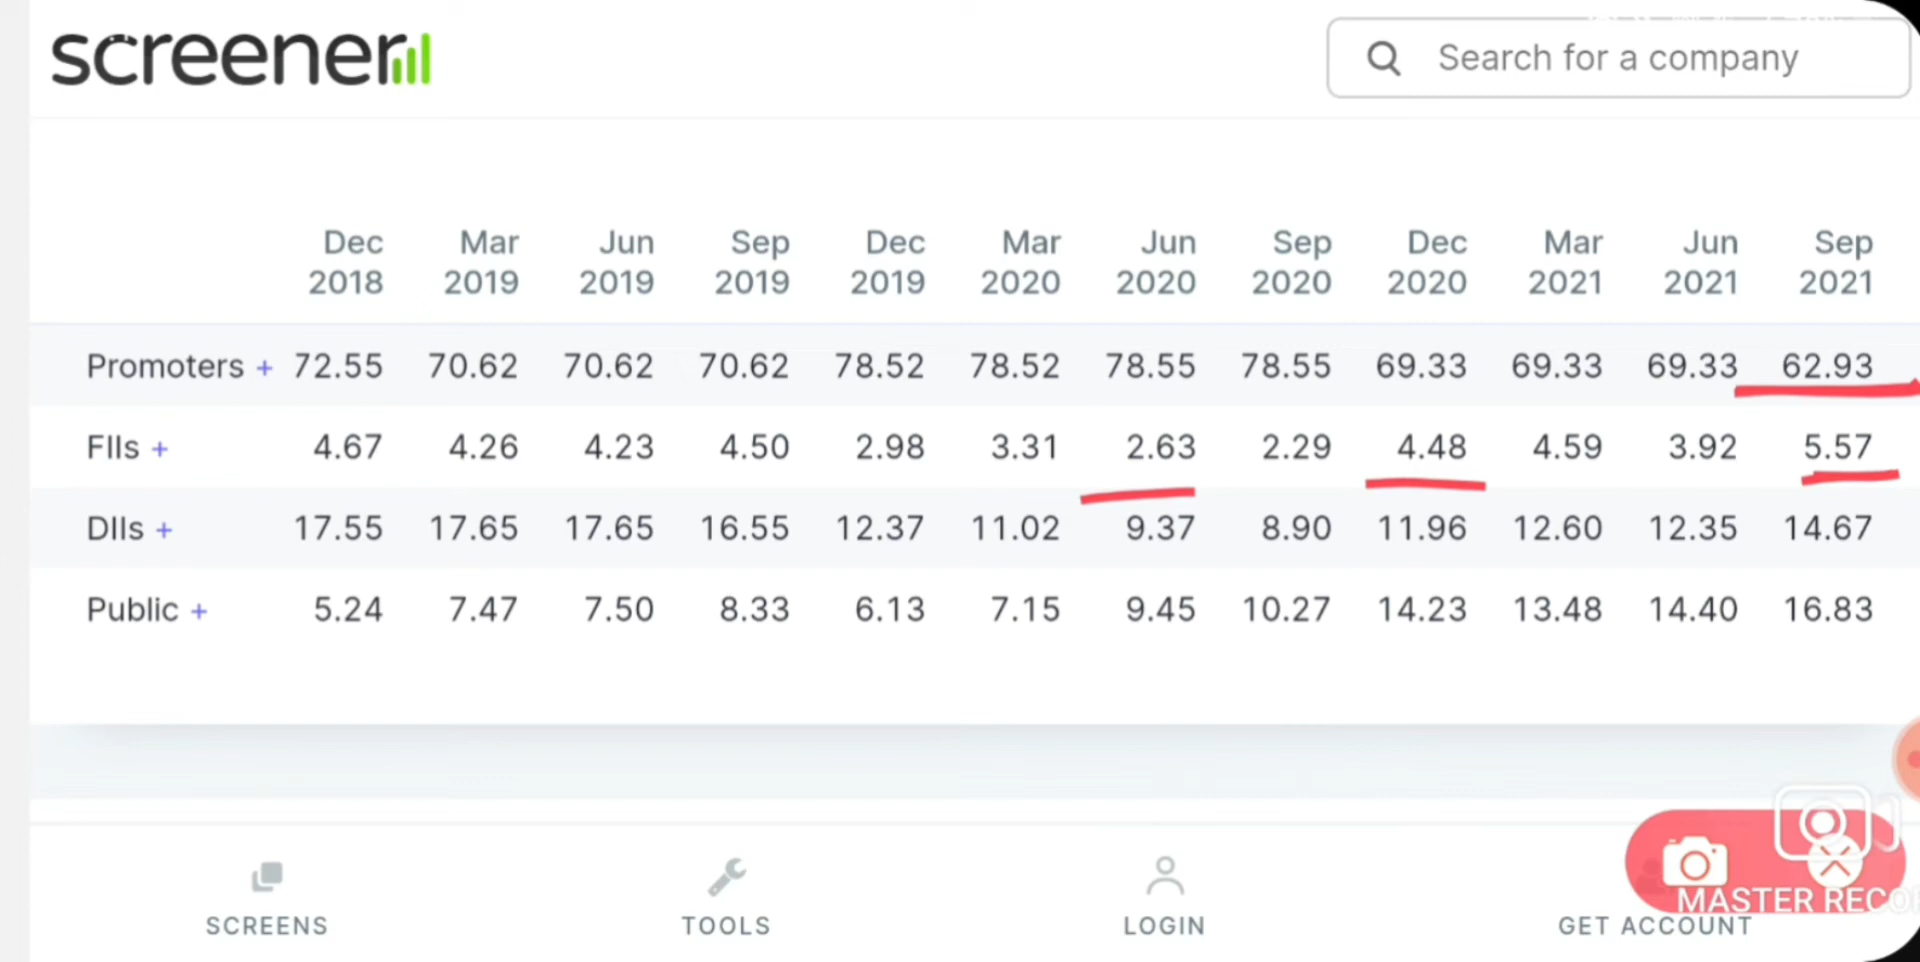 screener
Search for a company
Dec 2018 Mar 2019 Jun 2019 Sep 2019 Dec 2019 Mar 2020 Jun 2020 Sep 2020 Dec 2020 Mar 2021 Jun 2021 Sep 2021
Promoters + 72.55 70.62 70.62 70.62 78.52 78.52 78.55 78.55 69.33 69.33 69.33 62.93
FIIs + 4.67 4.26 4.23 4.50 2.98 3.31 2.63 2.29 4.48 4.59 3.92 5.57
DIIs + 17.55 17.65 17.65 16.55 12.37 11.02 9.37 8.90 11.96 12.60 12.35 14.67
Public + 5.24 7.47 7.50 8.33 6.13 7.15 9.45 10.27 14.23 13.48 14.40 16.83
MASTER RECO
SCREENS TOOLS LOGIN GET ACCOUNT